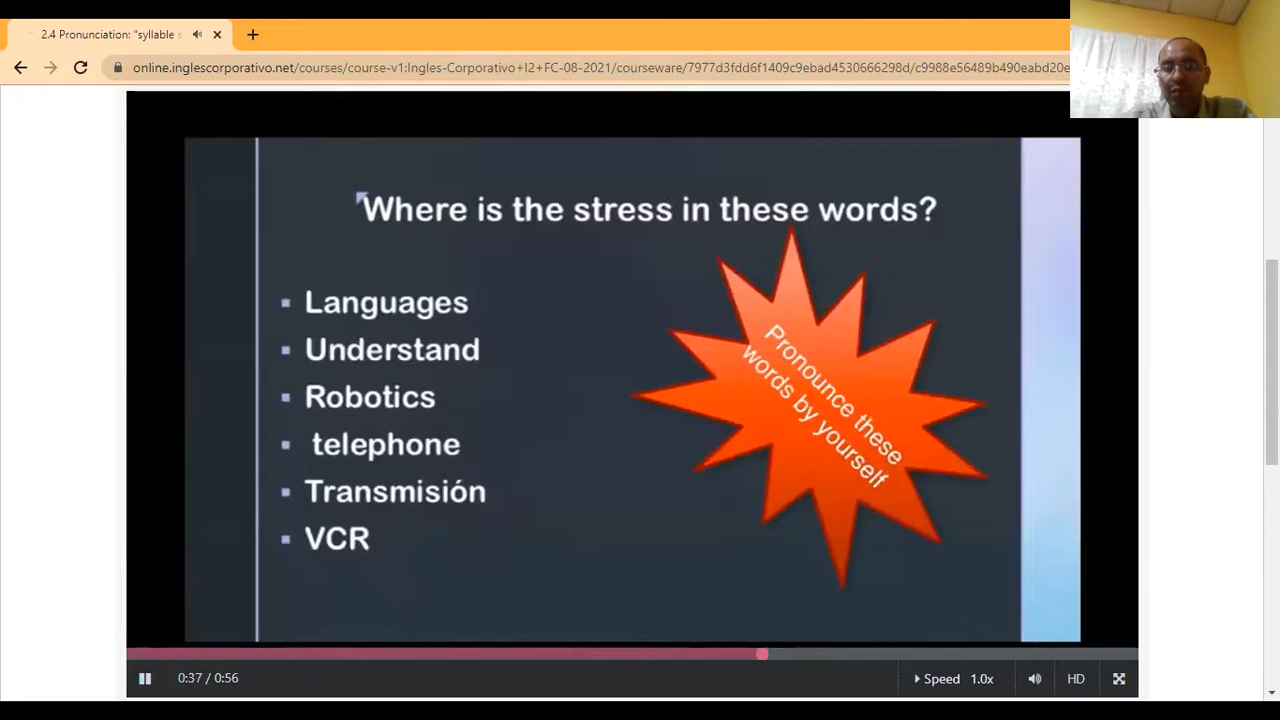 2.4 Pronunciation: "syllable s
online.inglescorporativo.net/courses/course-v1:Ingles-Corporativo+I2+FC-08-2021/courseware/7977d3fdd6f1409c9ebad4530666298d/c9988e56489b490eabd20e
Where is the stress in these words?
▪ Languages
▪ Understand
▪ Robotics
▪ telephone
▪ Transmisión
▪ VCR
Pronounce these
words by yourself
0:37 / 0:56
Speed 1.0x
HD